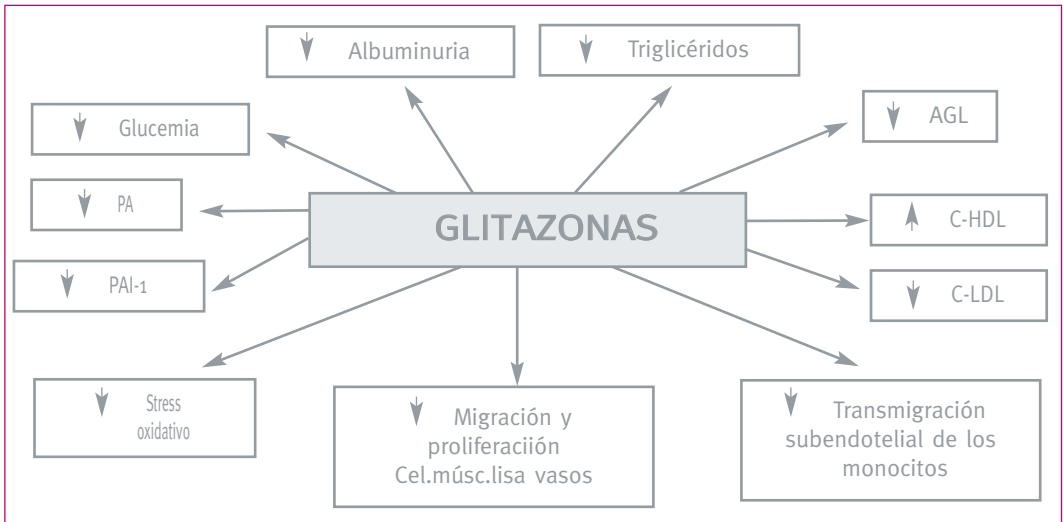 Albuminuria
Triglicéridos
Glucemia
AGL
PA
GLITAZONAS
C-HDL
PAI-1
C-LDL
Stress
oxidativo
Migración y
proliferaciión
Cel.músc.lisa vasos
Transmigración
subendotelial de los
monocitos